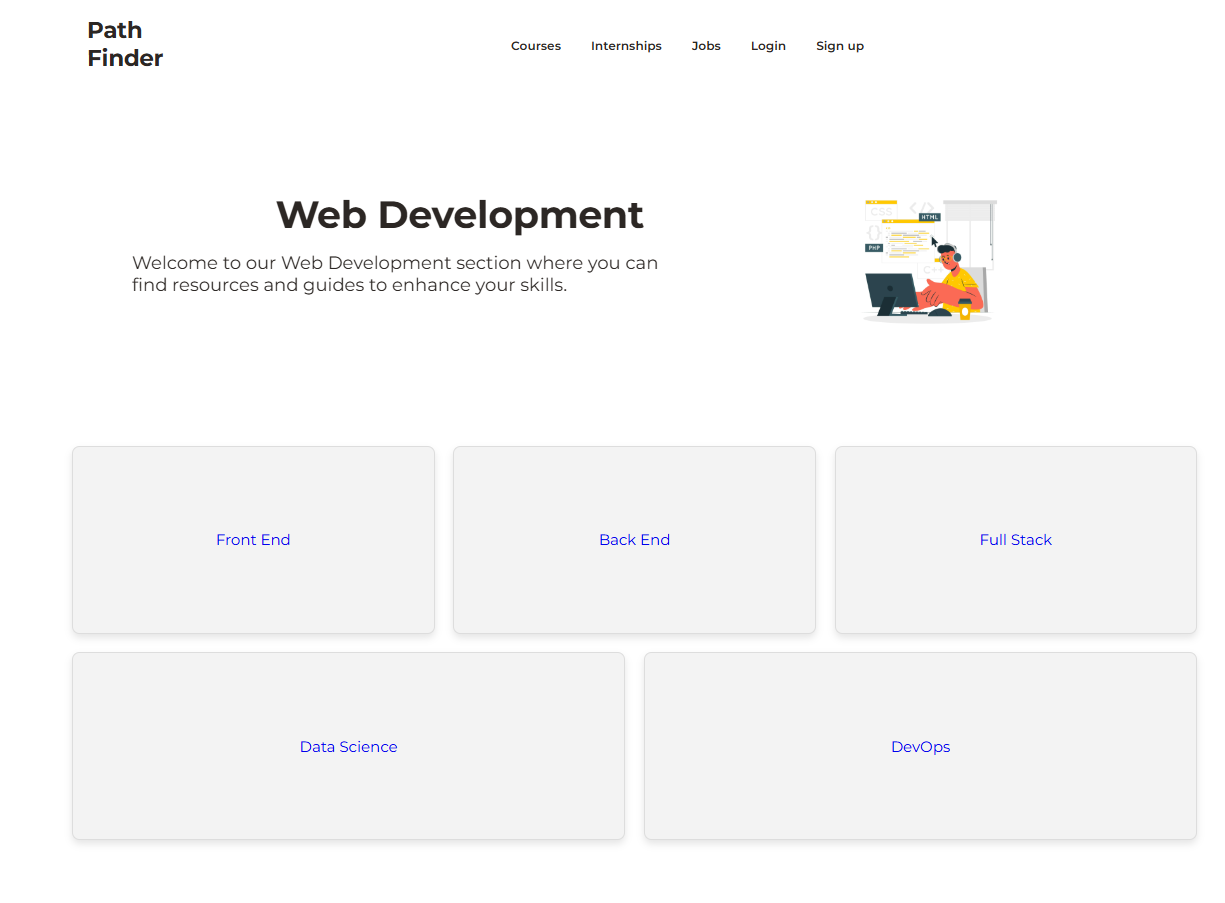 Path
Finder
Courses Internships Jobs Login Sign up
Web Development
Welcome to our Web Development section where you can
find resources and guides to enhance your skills.
CSS
HTML
PHP
C++
Front End
Back End
Full Stack
Data Science
DevOps